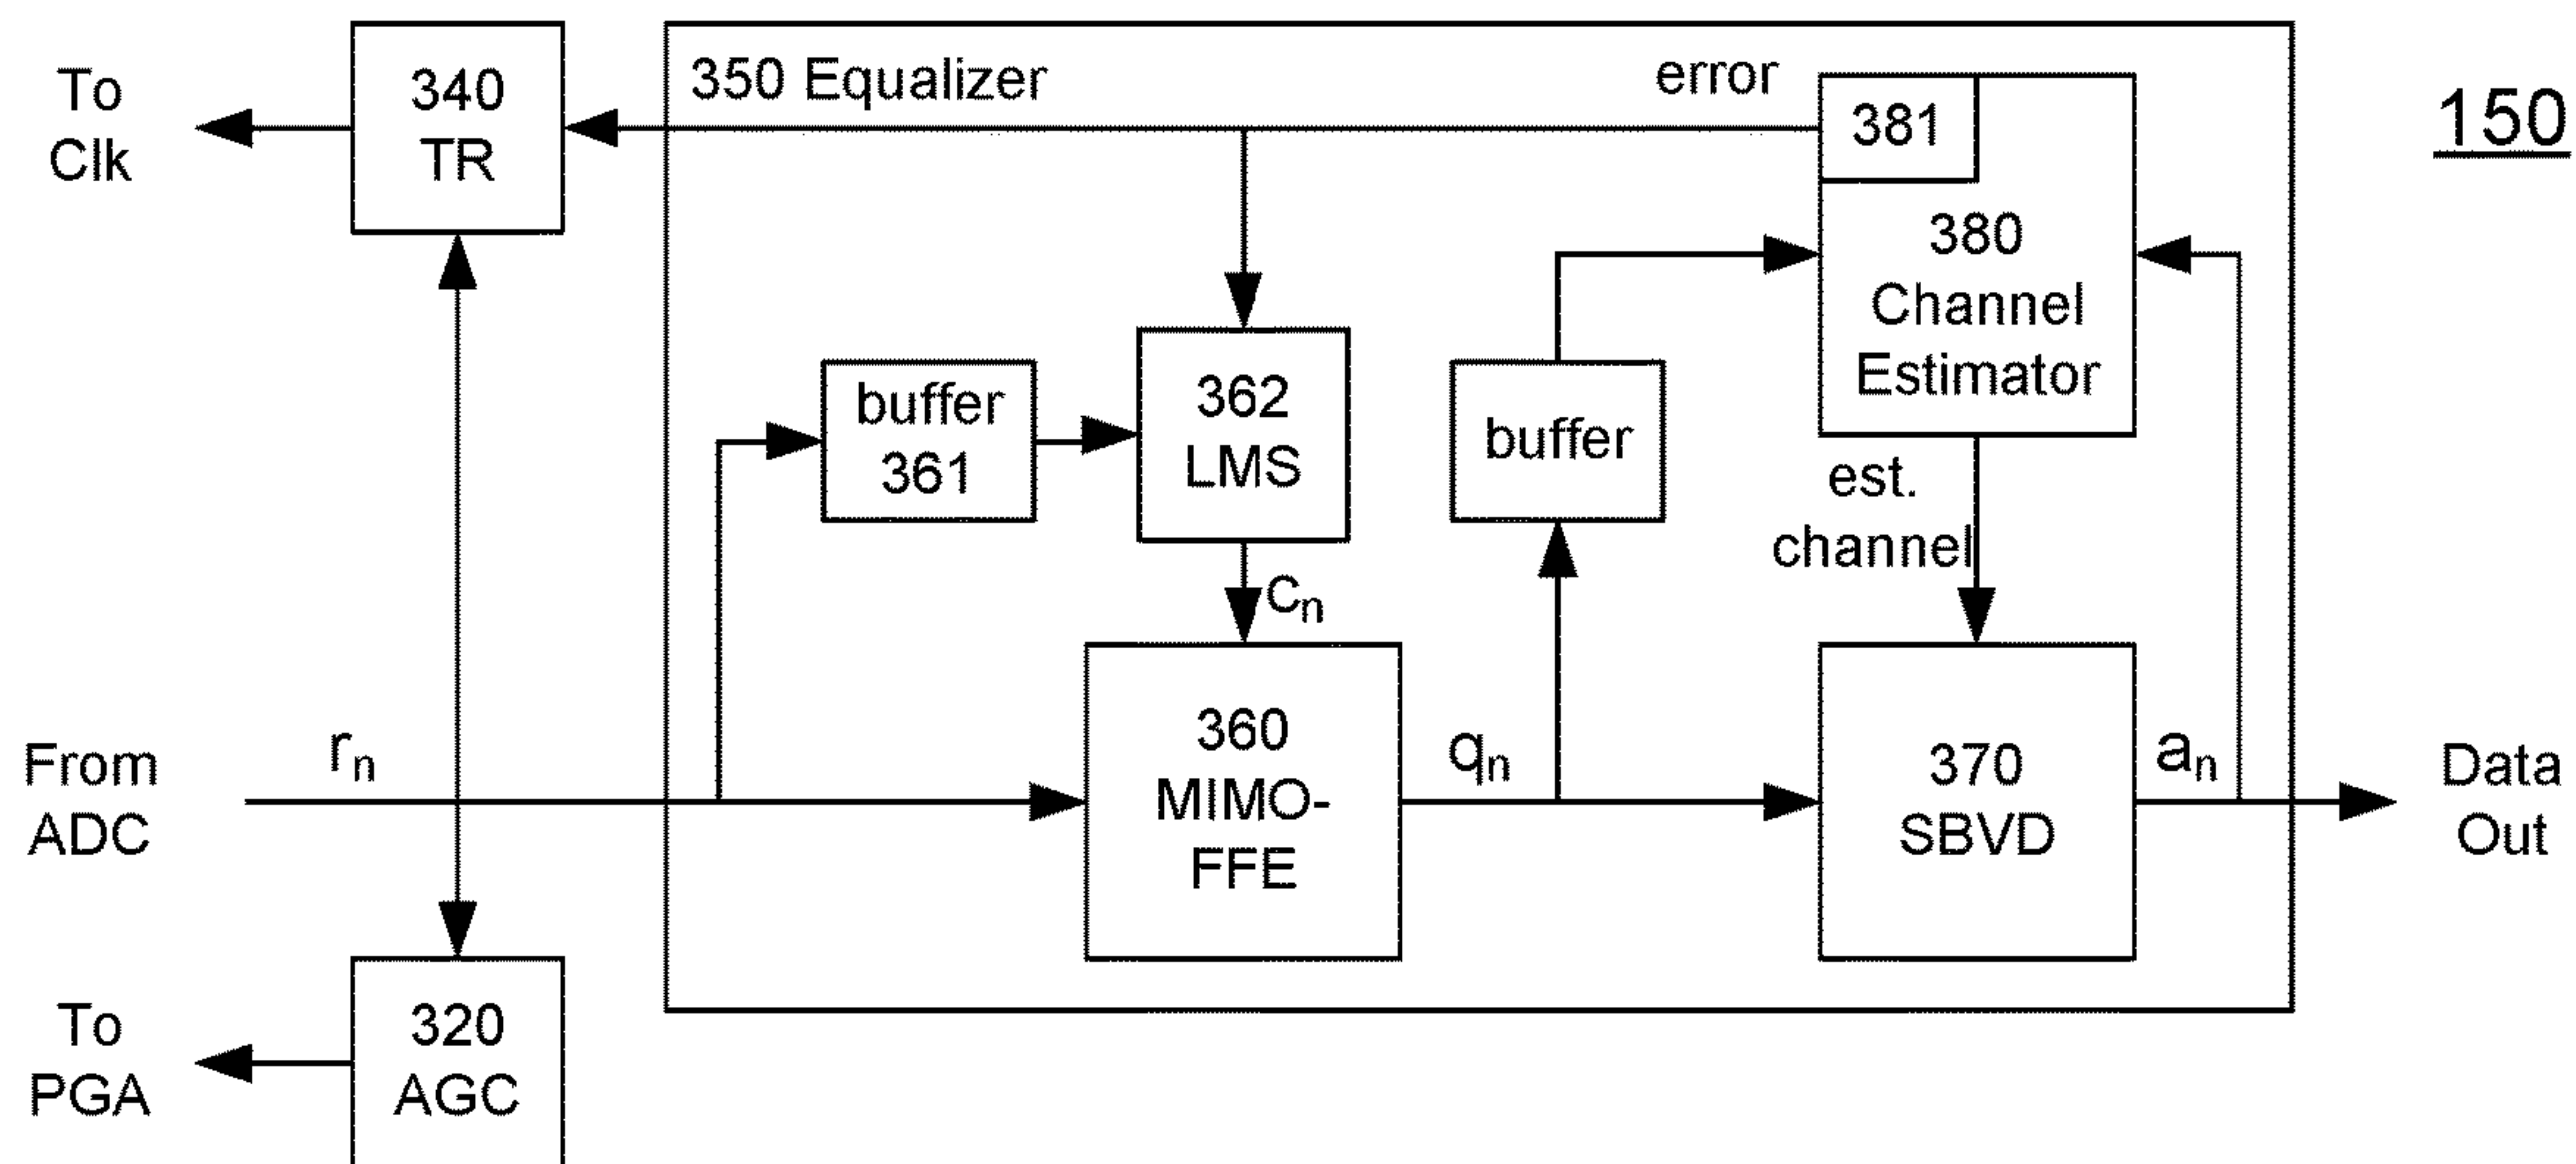 To
Clk
340
TR
350 Equalizer
error
381
150
380
Channel
Estimator
buffer
361
362
LMS
buffer
est.
channel
cn
From
ADC
rn
360
MIMO-
FFE
qn
370
SBVD
an
Data
Out
To
PGA
320
AGC